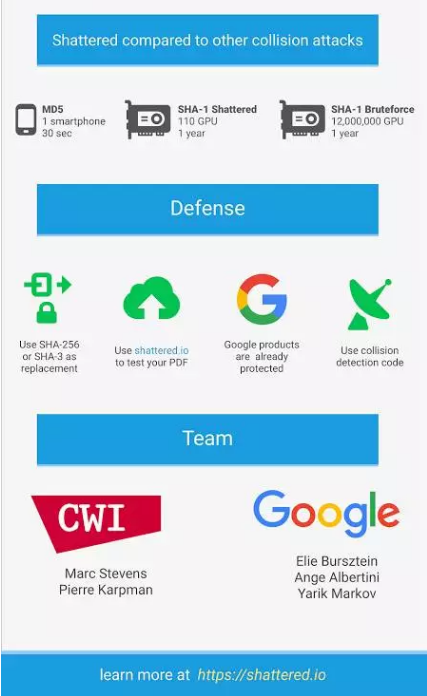 Shattered compared to other collision attacks
MD5
1 smartphone
30 sec
SHA-1 Shattered
110 GPU
1 year
SHA-1 Bruteforce
12,000,000 GPU
1 year
Defense
Use SHA-256
or SHA-3 as
replacement
Use shattered.io
to test your PDF
Google products
are already
protected
Use collision
detection code
Team
CWI
Marc Stevens
Pierre Karpman
Google
Elie Bursztein
Ange Albertini
Yarik Markov
learn more at https://shattered.io